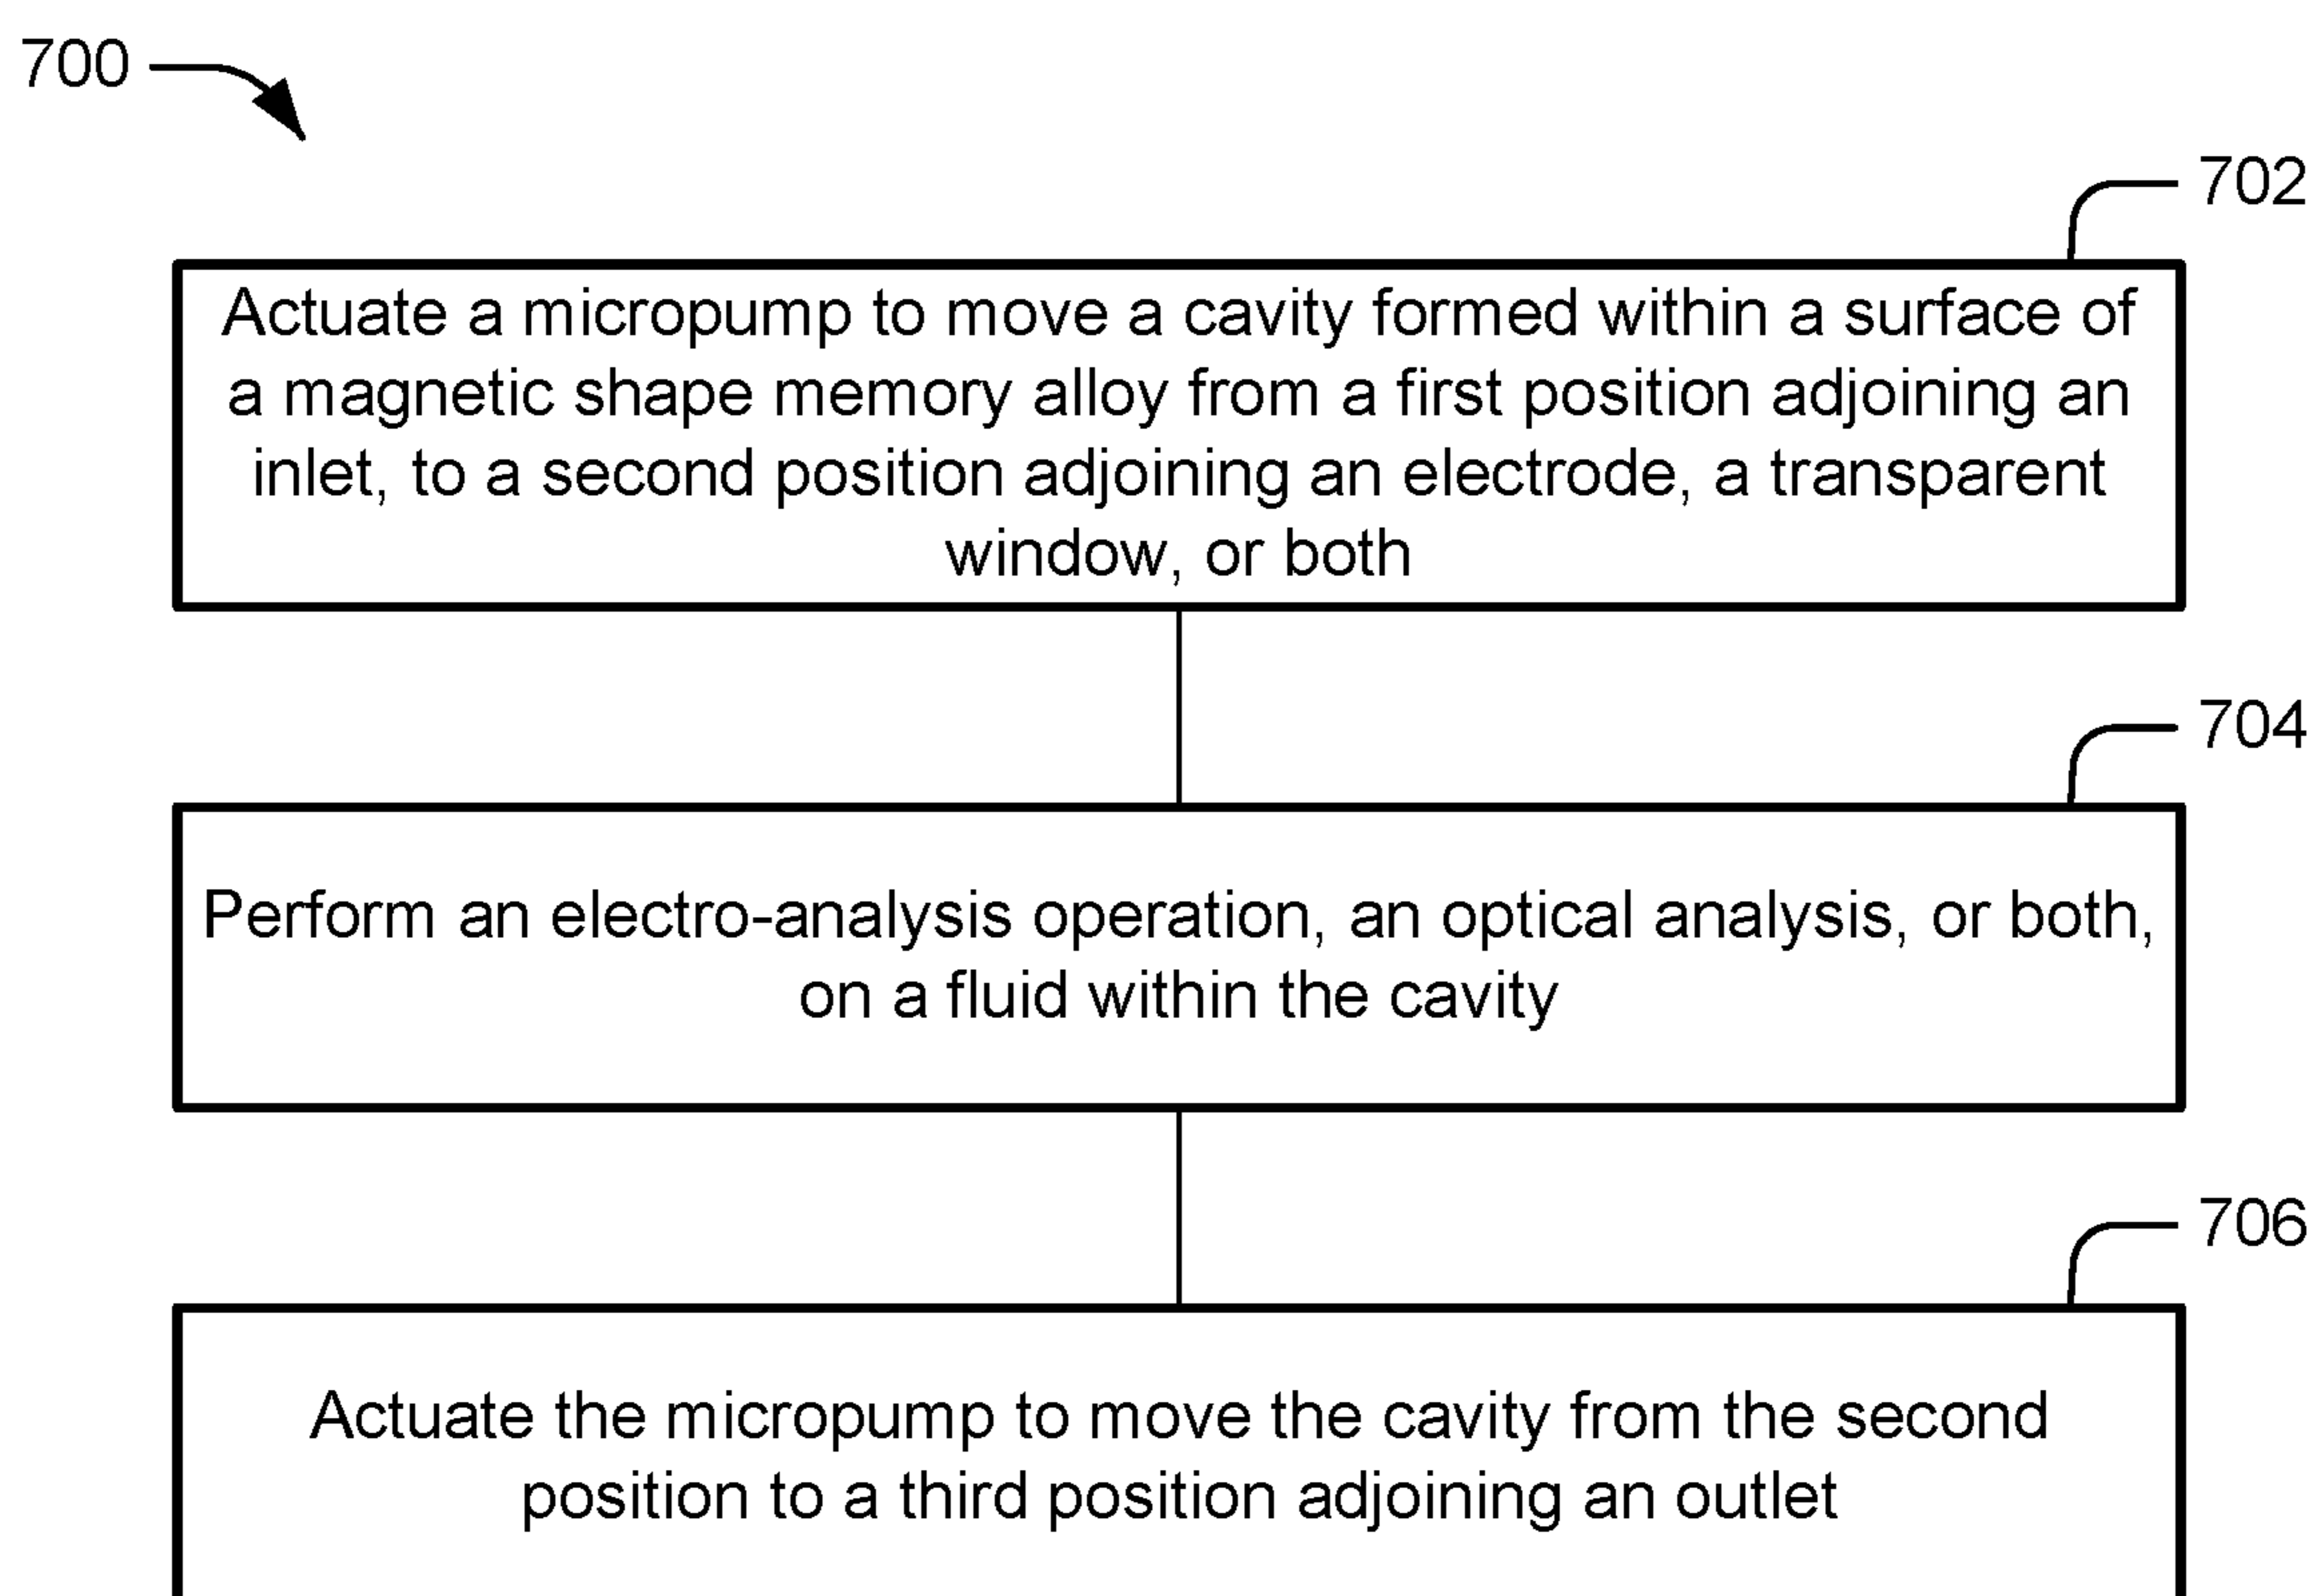 700
702
Actuate a micropump to move a cavity formed within a surface of
a magnetic shape memory alloy from a first position adjoining an
inlet, to a second position adjoining an electrode, a transparent
window, or both
704
Perform an electro-analysis operation, an optical analysis, or both,
on a fluid within the cavity
706
Actuate the micropump to move the cavity from the second
position to a third position adjoining an outlet